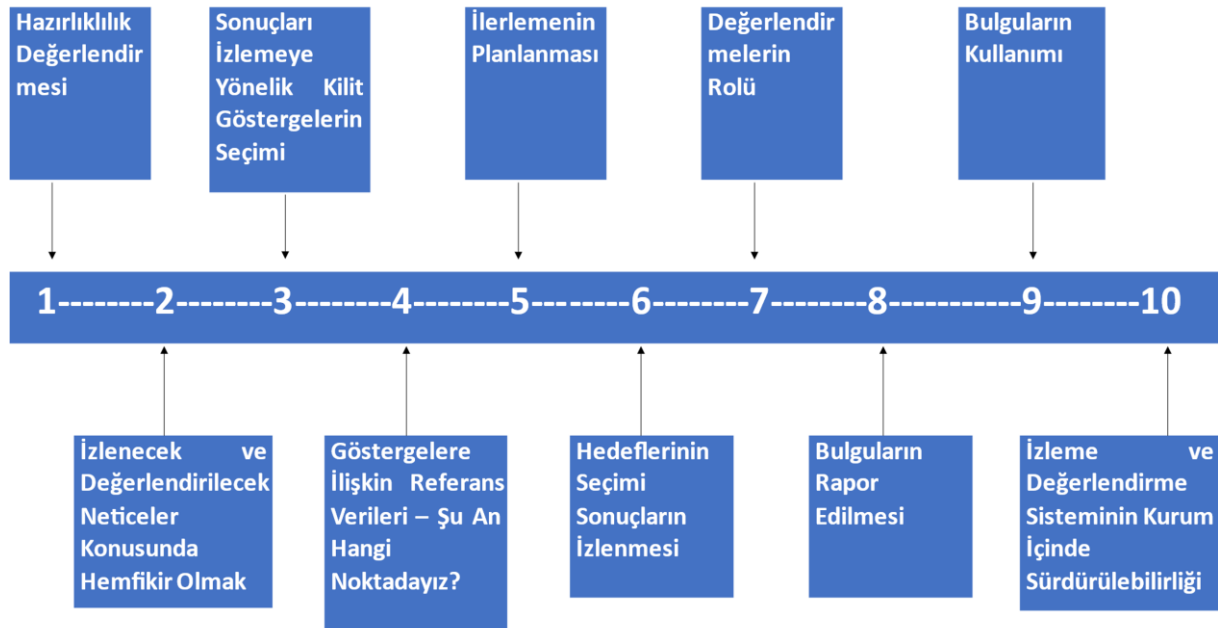 Hazırlıklılık
Değerlendir
mesi
Sonuçları
İzlemeye
Yönelik Kilit
Göstergelerin
Seçimi
İlerlemenin
Planlanması
Değerlendir
melerin
Rolü
Bulguların
Kullanımı
1--------2--------3--------4--------5--------6--------7--------8-----------9--------10
İzlenecek ve
Değerlendirilecek
Neticeler
Konusunda
Hemfikir Olmak
Göstergelere
İlişkin Referans
Verileri – Şu An
Hangi
Noktadayız?
Hedeflerinin
Seçimi
Sonuçların
İzlenmesi
Bulguların
Rapor
Edilmesi
İzleme ve
Değerlendirme
Sisteminin Kurum
İçinde
Sürdürülebilirliği